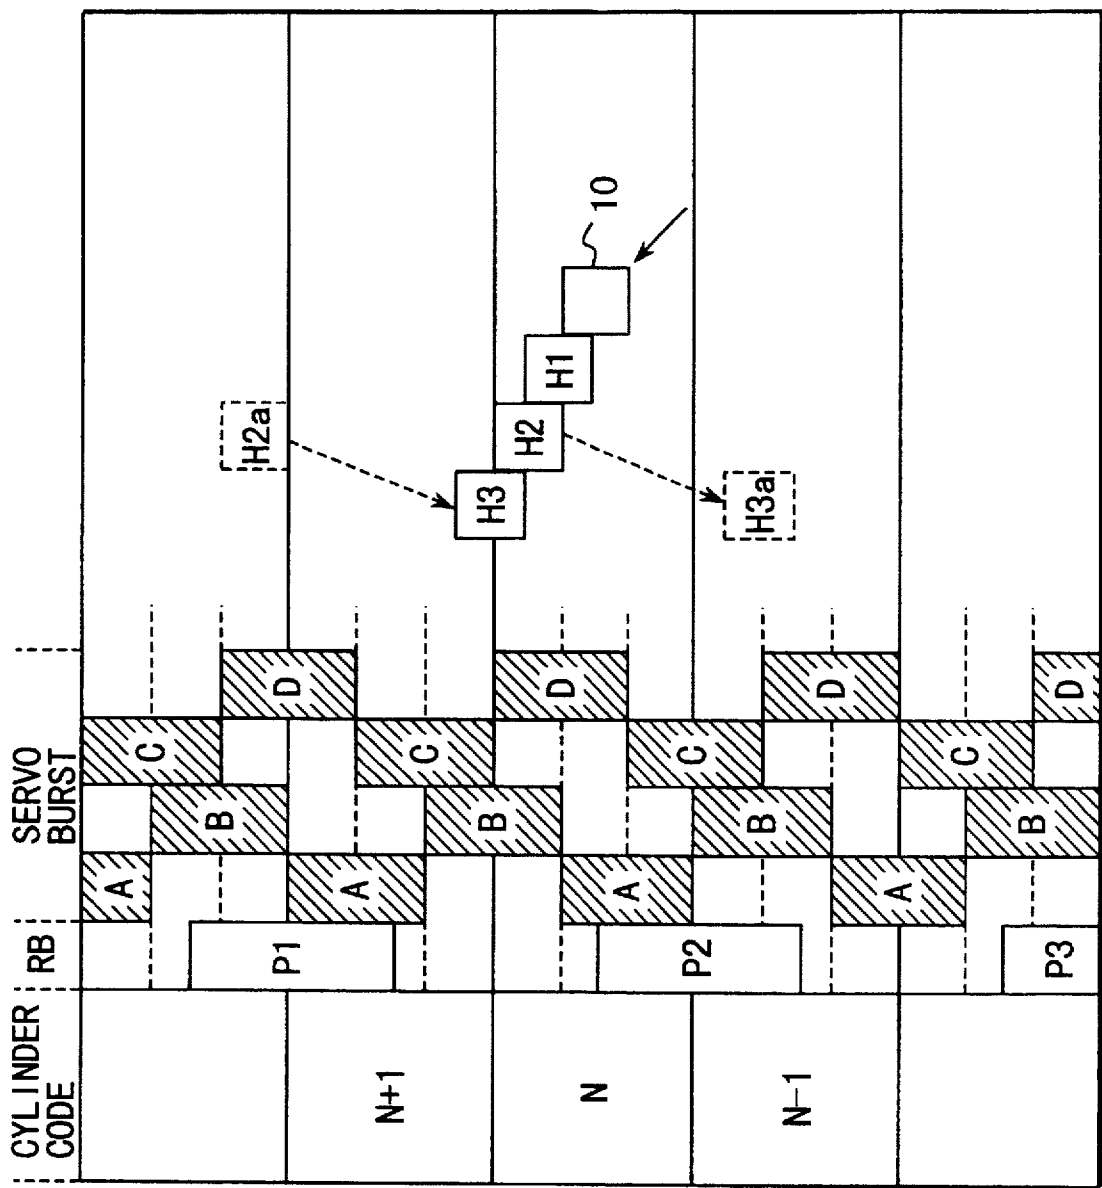 CYLINDER
CODE
RB
SERVO
BURST
N+1
N
N-1
P1
P2
P3
A
A
A
A
B
B
B
B
C
C
C
C
D
D
D
D
H2a
H3
H2
H1
H3a
10